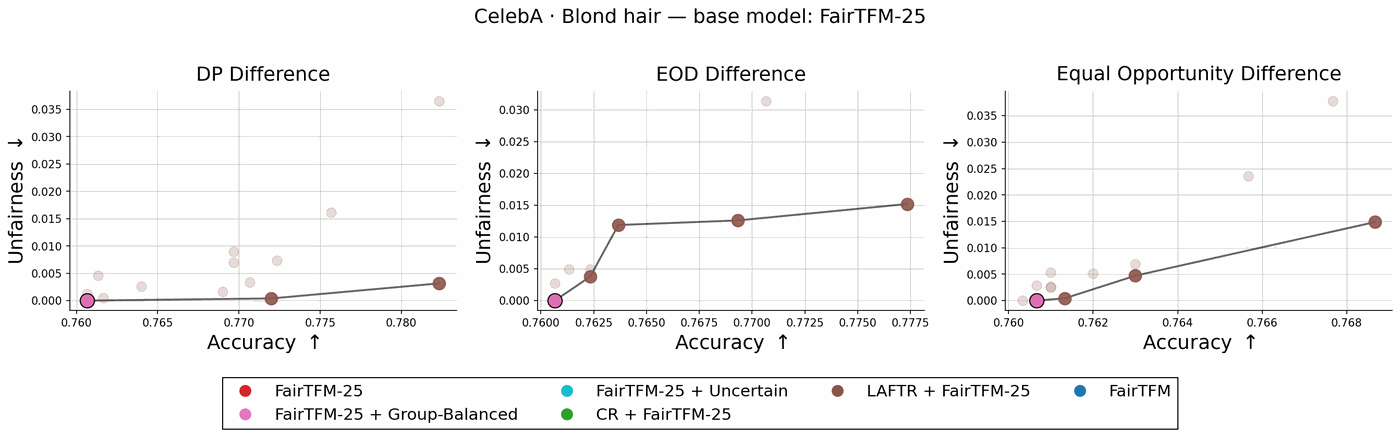 CelebA · Blond hair — base model: FairTFM-25
DP Difference
EOD Difference
Equal Opportunity Difference
Unfairness ↓
0.035
0.030
0.025
0.020
0.015
0.010
0.005
0.000
0.760 0.765 0.770 0.775 0.780
Accuracy ↑
Unfairness ↓
0.030
0.025
0.020
0.015
0.010
0.005
0.000
0.7600 0.7625 0.7650 0.7675 0.7700 0.7725 0.7750 0.7775
Accuracy ↑
Unfairness ↓
0.035
0.030
0.025
0.020
0.015
0.010
0.005
0.000
0.760 0.762 0.764 0.766 0.768
Accuracy ↑
FairTFM-25 FairTFM-25 + Uncertain LAFTR + FairTFM-25 FairTFM
FairTFM-25 + Group-Balanced CR + FairTFM-25